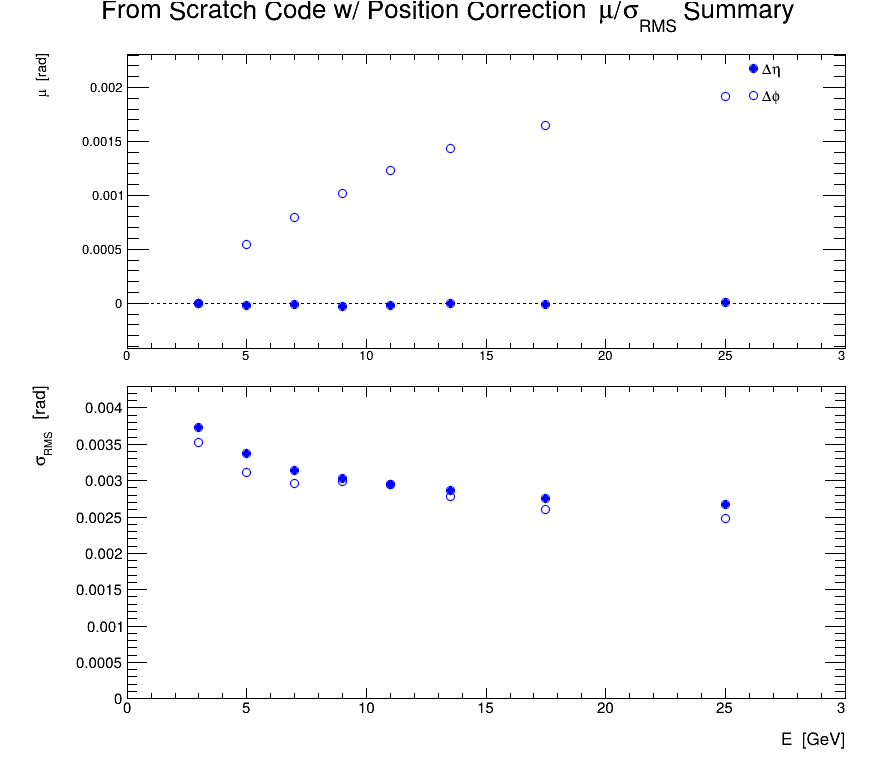 From Scratch Code w/ Position Correction μ/σRMS Summary
μ [rad]
Δη
Δϕ
0.002
0.0015
0.001
0.0005
0
0 5 10 15 20 25 3
σRMS [rad]
0.004
0.0035
0.003
0.0025
0.002
0.0015
0.001
0.0005
0
0 5 10 15 20 25 3
E [GeV]